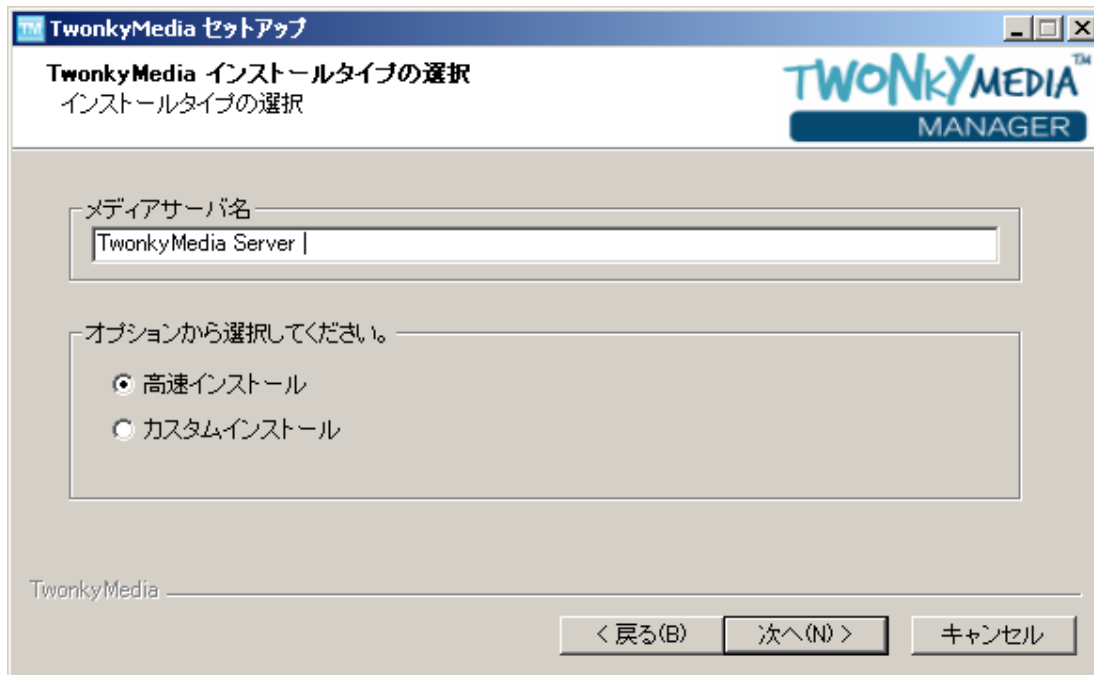 TM TwonkyMedia セットアップ
TwonkyMedia インストールタイプの選択
インストールタイプの選択
TWONKYMEDIA™
MANAGER
メディアサーバ名
TwonkyMedia Server
オプションから選択してください。
高速インストール
カスタムインストール
TwonkyMedia
< 戻る(B)
次へ(N) >
キャンセル